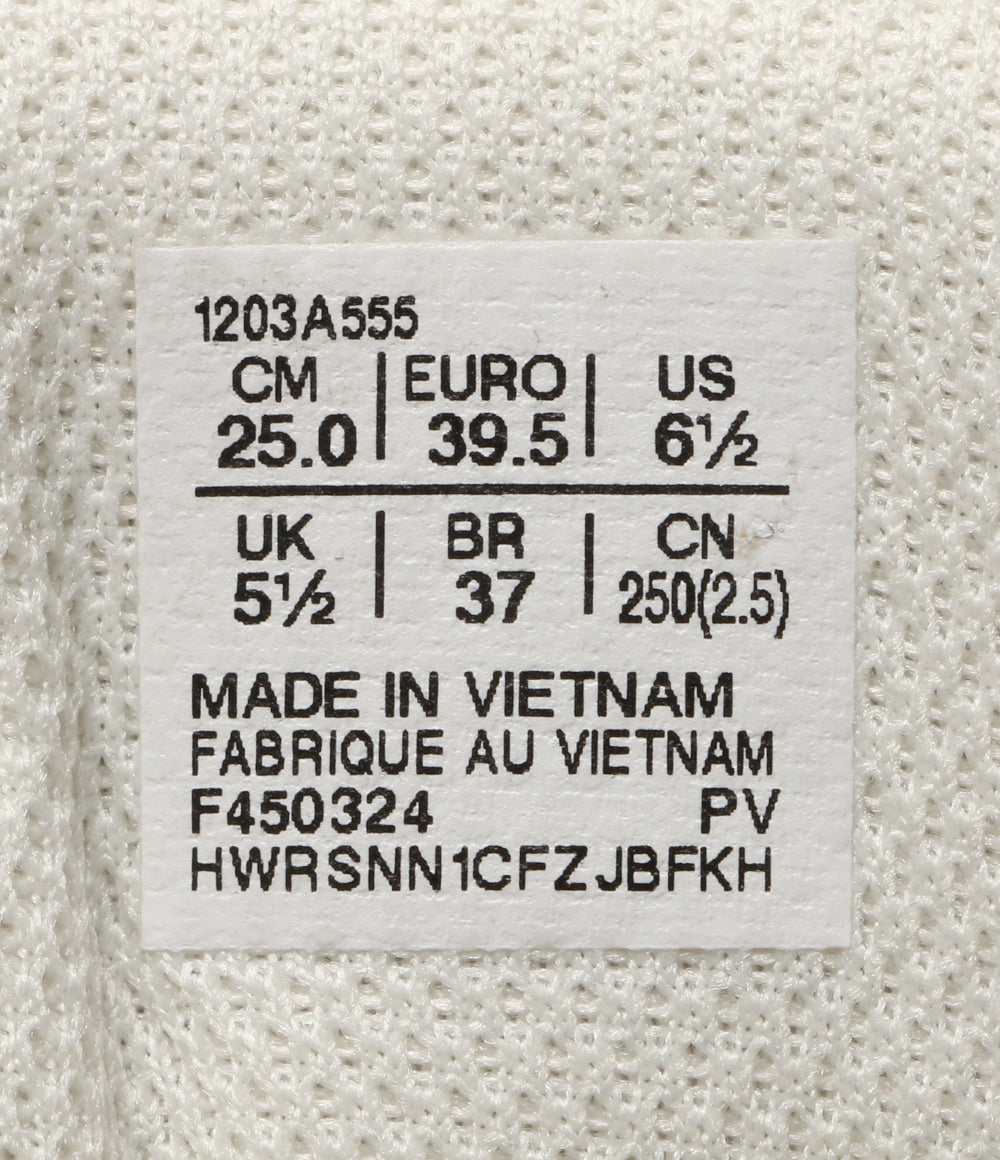 1203A555
CM | EURO | US
25.0 | 39.5 | 6½
UK | BR | CN
5½ | 37 | 250(2.5)
MADE IN VIETNAM
FABRIQUE AU VIETNAM
F450324 PV
HWRSNN1CFZJBFKH